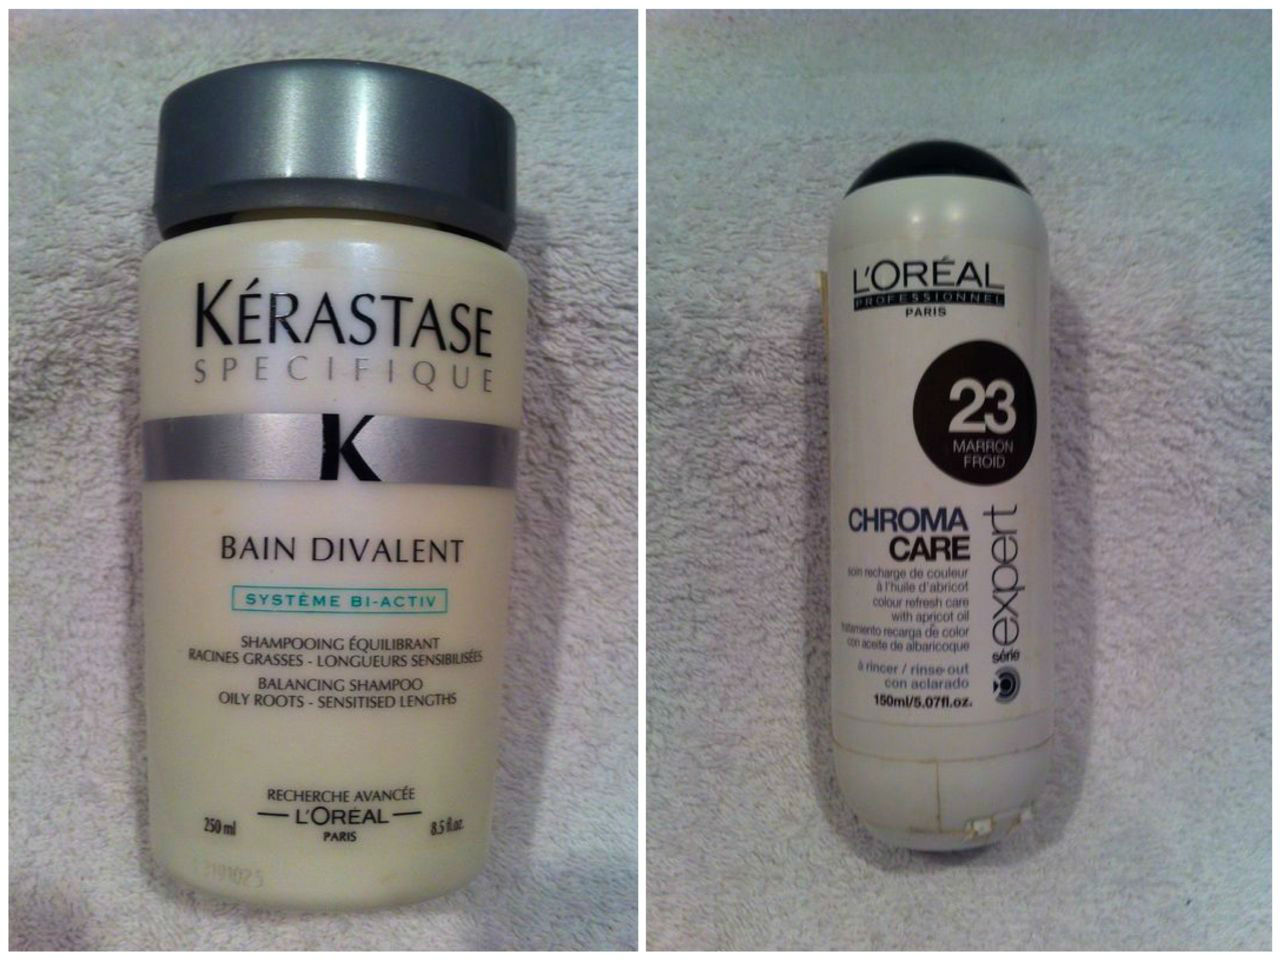 KÉRASTASE
SPECIFIQUE
K
BAIN DIVALENT
SYSTÈME BI-ACTIV
SHAMPOOING ÉQUILIBRANT
RACINES GRASSES - LONGUEURS SENSIBILISÉES
BALANCING SHAMPOO
OILY ROOTS - SENSITISED LENGTHS
RECHERCHE AVANCÉE
L'ORÉAL
PARIS
250 ml
8.5 fl.oz.
L'ORÉAL
PROFESSIONNEL
PARIS
23
MARRON
FROID
CHROMA
CARE
soin recharge de couleur
à l'huile d'abricot
colour refresh care
with apricot oil
tratamiento recarga de color
con aceite de albaricoque
à rincer / rinse-out
con aclarado
150ml/5.07fl.oz.
série expert